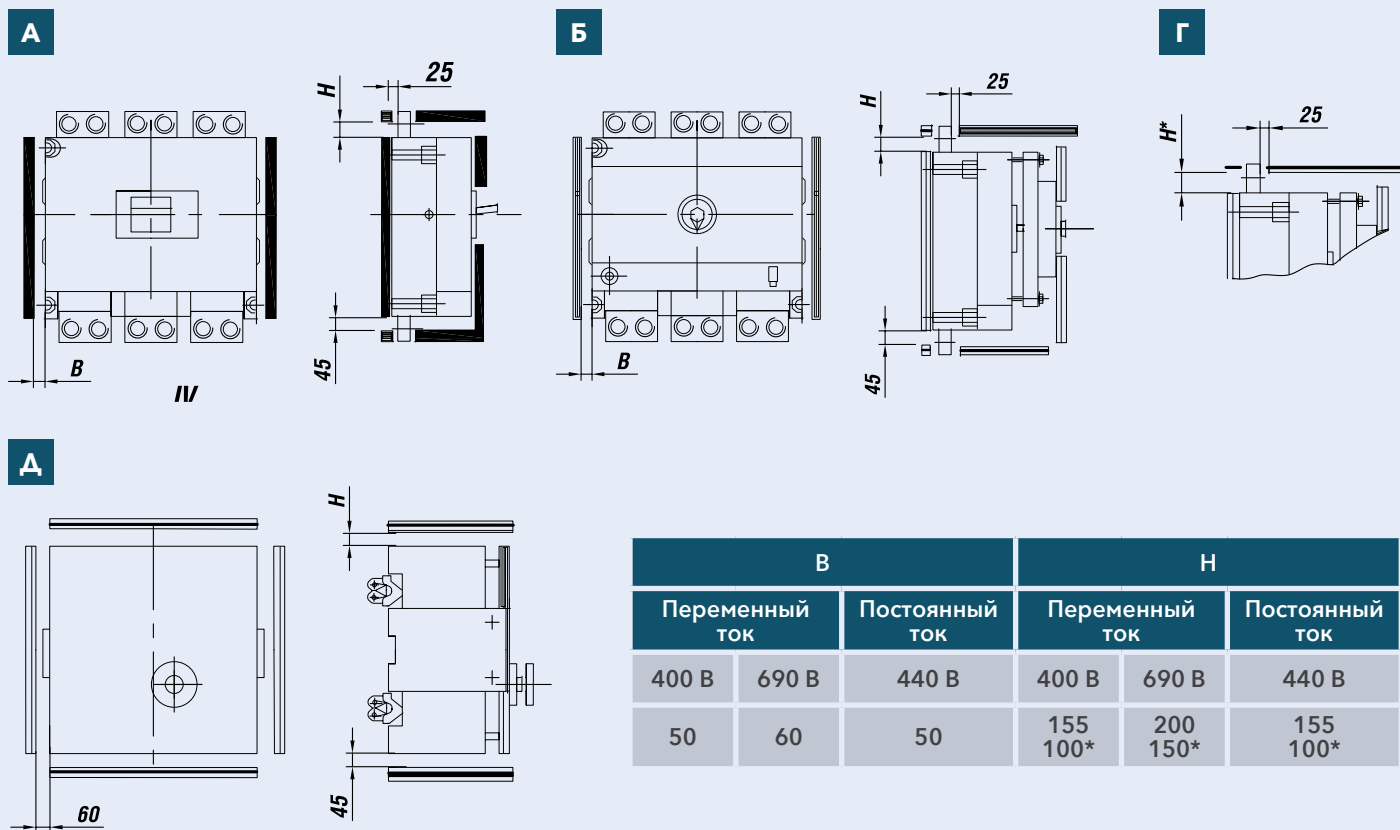 А
Б
Г
H
25
B
IV
45
H
25
B
45
H*
25
Д
H
60
45
В Н
Переменный ток Постоянный ток Переменный ток Постоянный ток
400 В 690 В 440 В 400 В 690 В 440 В
50 60 50 155 200 155
100* 150* 100*